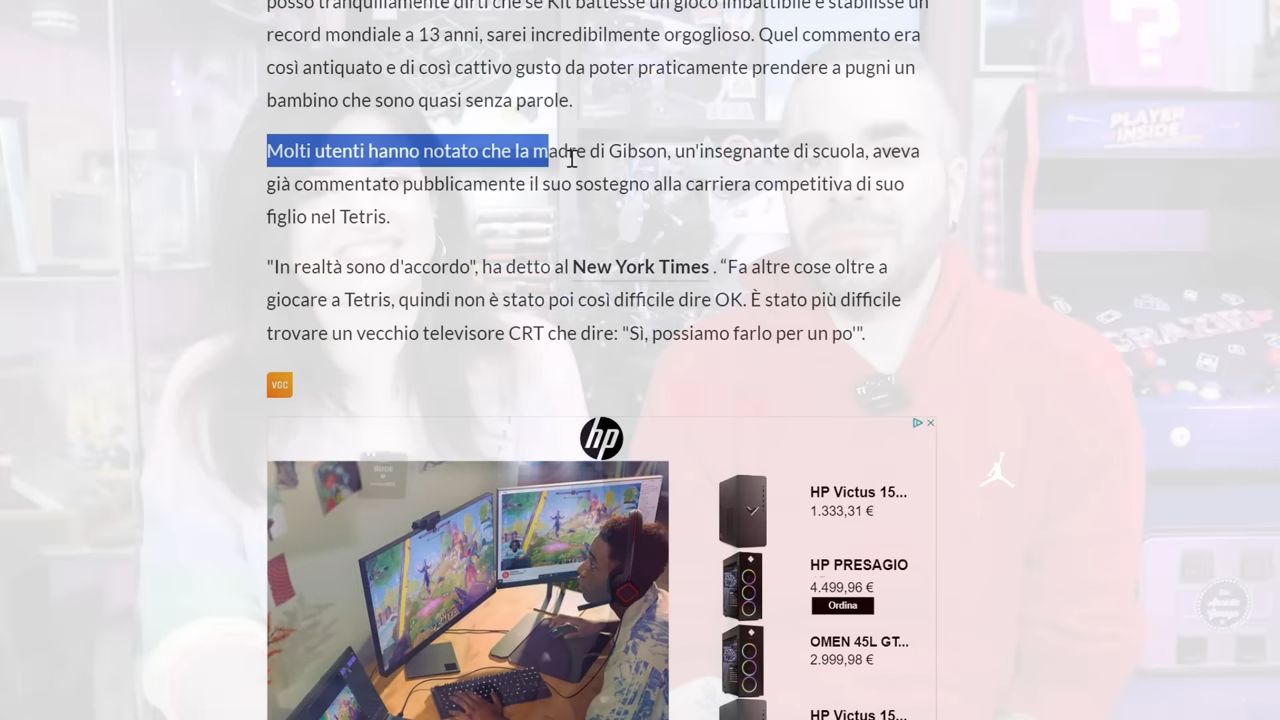 posso tranquillamente dirti che se Kit battesse un gioco imbattibile e stabilisse un
record mondiale a 13 anni, sarei incredibilmente orgoglioso. Quel commento era
così antiquato e di così cattivo gusto da poter praticamente prendere a pugni un
bambino che sono quasi senza parole.
Molti utenti hanno notato che la madre di Gibson, un'insegnante di scuola, aveva
già commentato pubblicamente il suo sostegno alla carriera competitiva di suo
figlio nel Tetris.
"In realtà sono d'accordo", ha detto al New York Times . “Fa altre cose oltre a
giocare a Tetris, quindi non è stato poi così difficile dire OK. È stato più difficile
trovare un vecchio televisore CRT che dire: "Sì, possiamo farlo per un po'".
VGC
hp
HP Victus 15...
1.333,31 €
HP PRESAGIO
4.499,96 €
Ordina
OMEN 45L GT...
2.999,98 €
HP Victus 15...
PLAYER
INSIDE